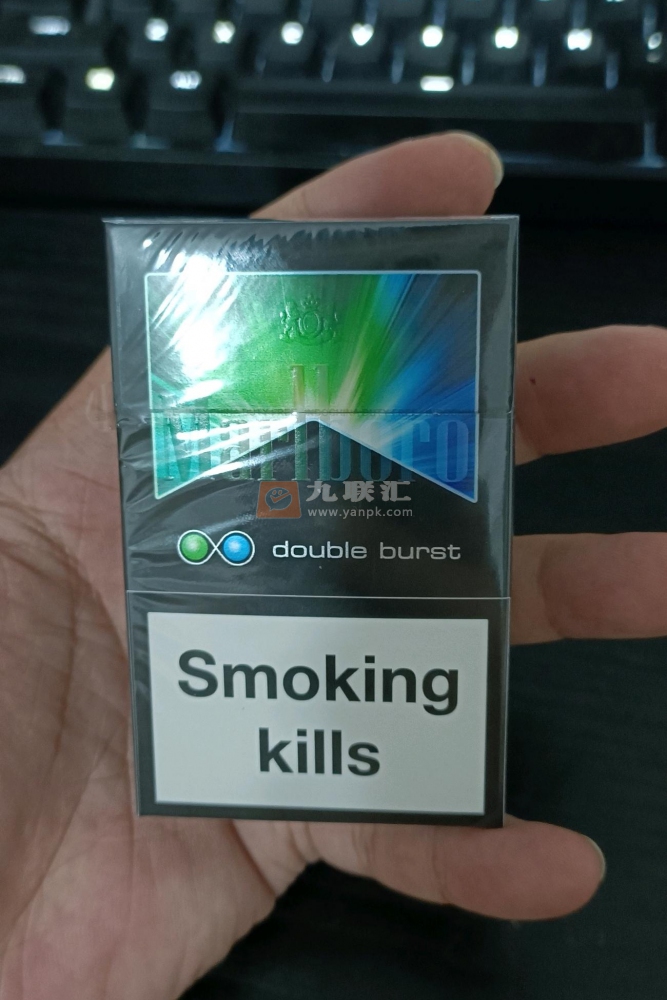 Marlboro
九联汇
www.yanpk.com
double burst
Smoking
kills